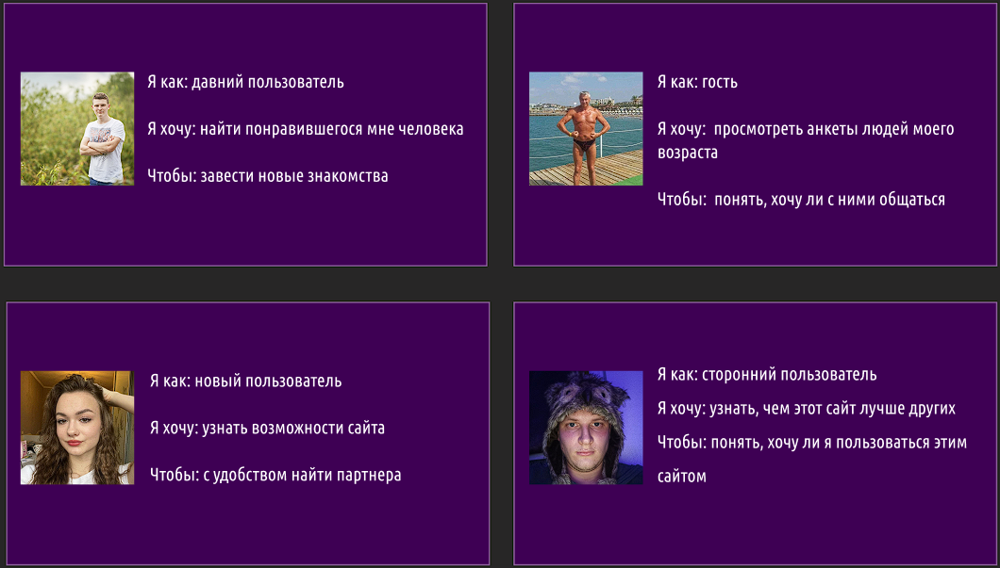 Я как: давний пользователь
Я хочу: найти понравившегося мне человека
Чтобы: завести новые знакомства
Я как: гость
Я хочу: просмотреть анкеты людей моего
возраста
Чтобы: понять, хочу ли с ними общаться
Я как: новый пользователь
Я хочу: узнать возможности сайта
Чтобы: с удобством найти партнера
Я как: сторонний пользователь
Я хочу: узнать, чем этот сайт лучше других
Чтобы: понять, хочу ли я пользоваться этим
сайтом